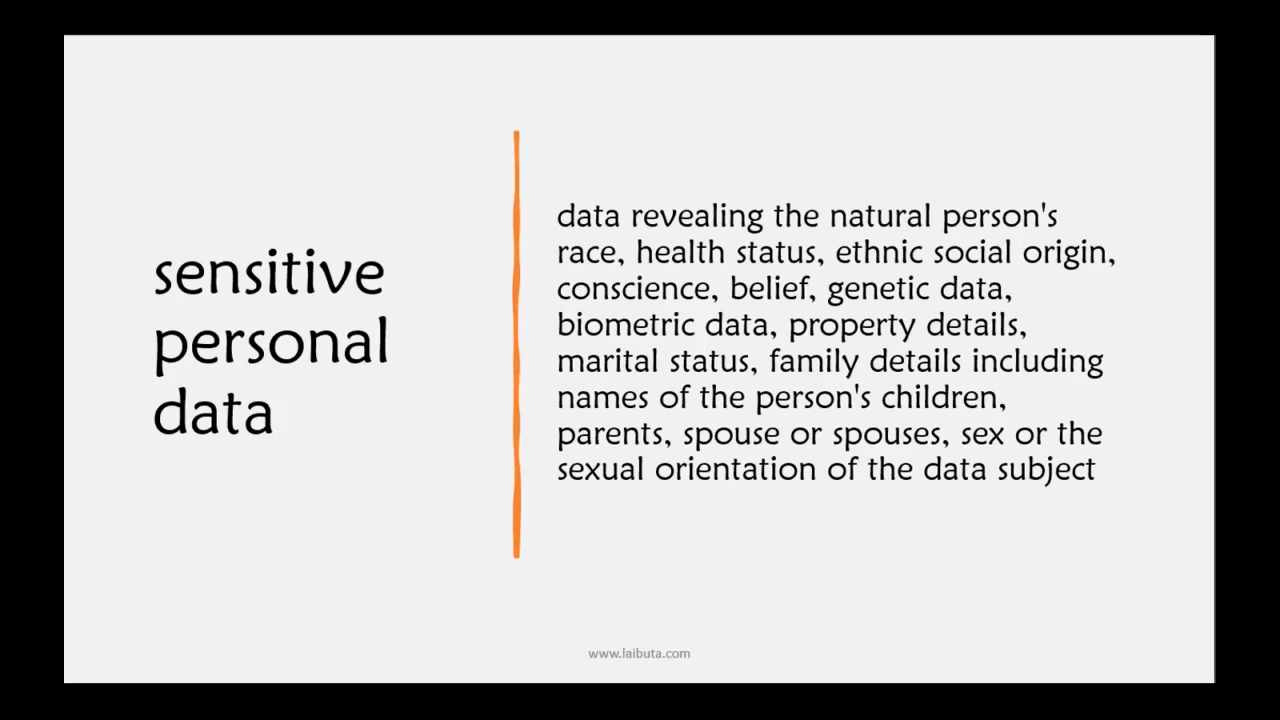 sensitive
personal
data
data revealing the natural person's
race, health status, ethnic social origin,
conscience, belief, genetic data,
biometric data, property details,
marital status, family details including
names of the person's children,
parents, spouse or spouses, sex or the
sexual orientation of the data subject
www.laibuta.com